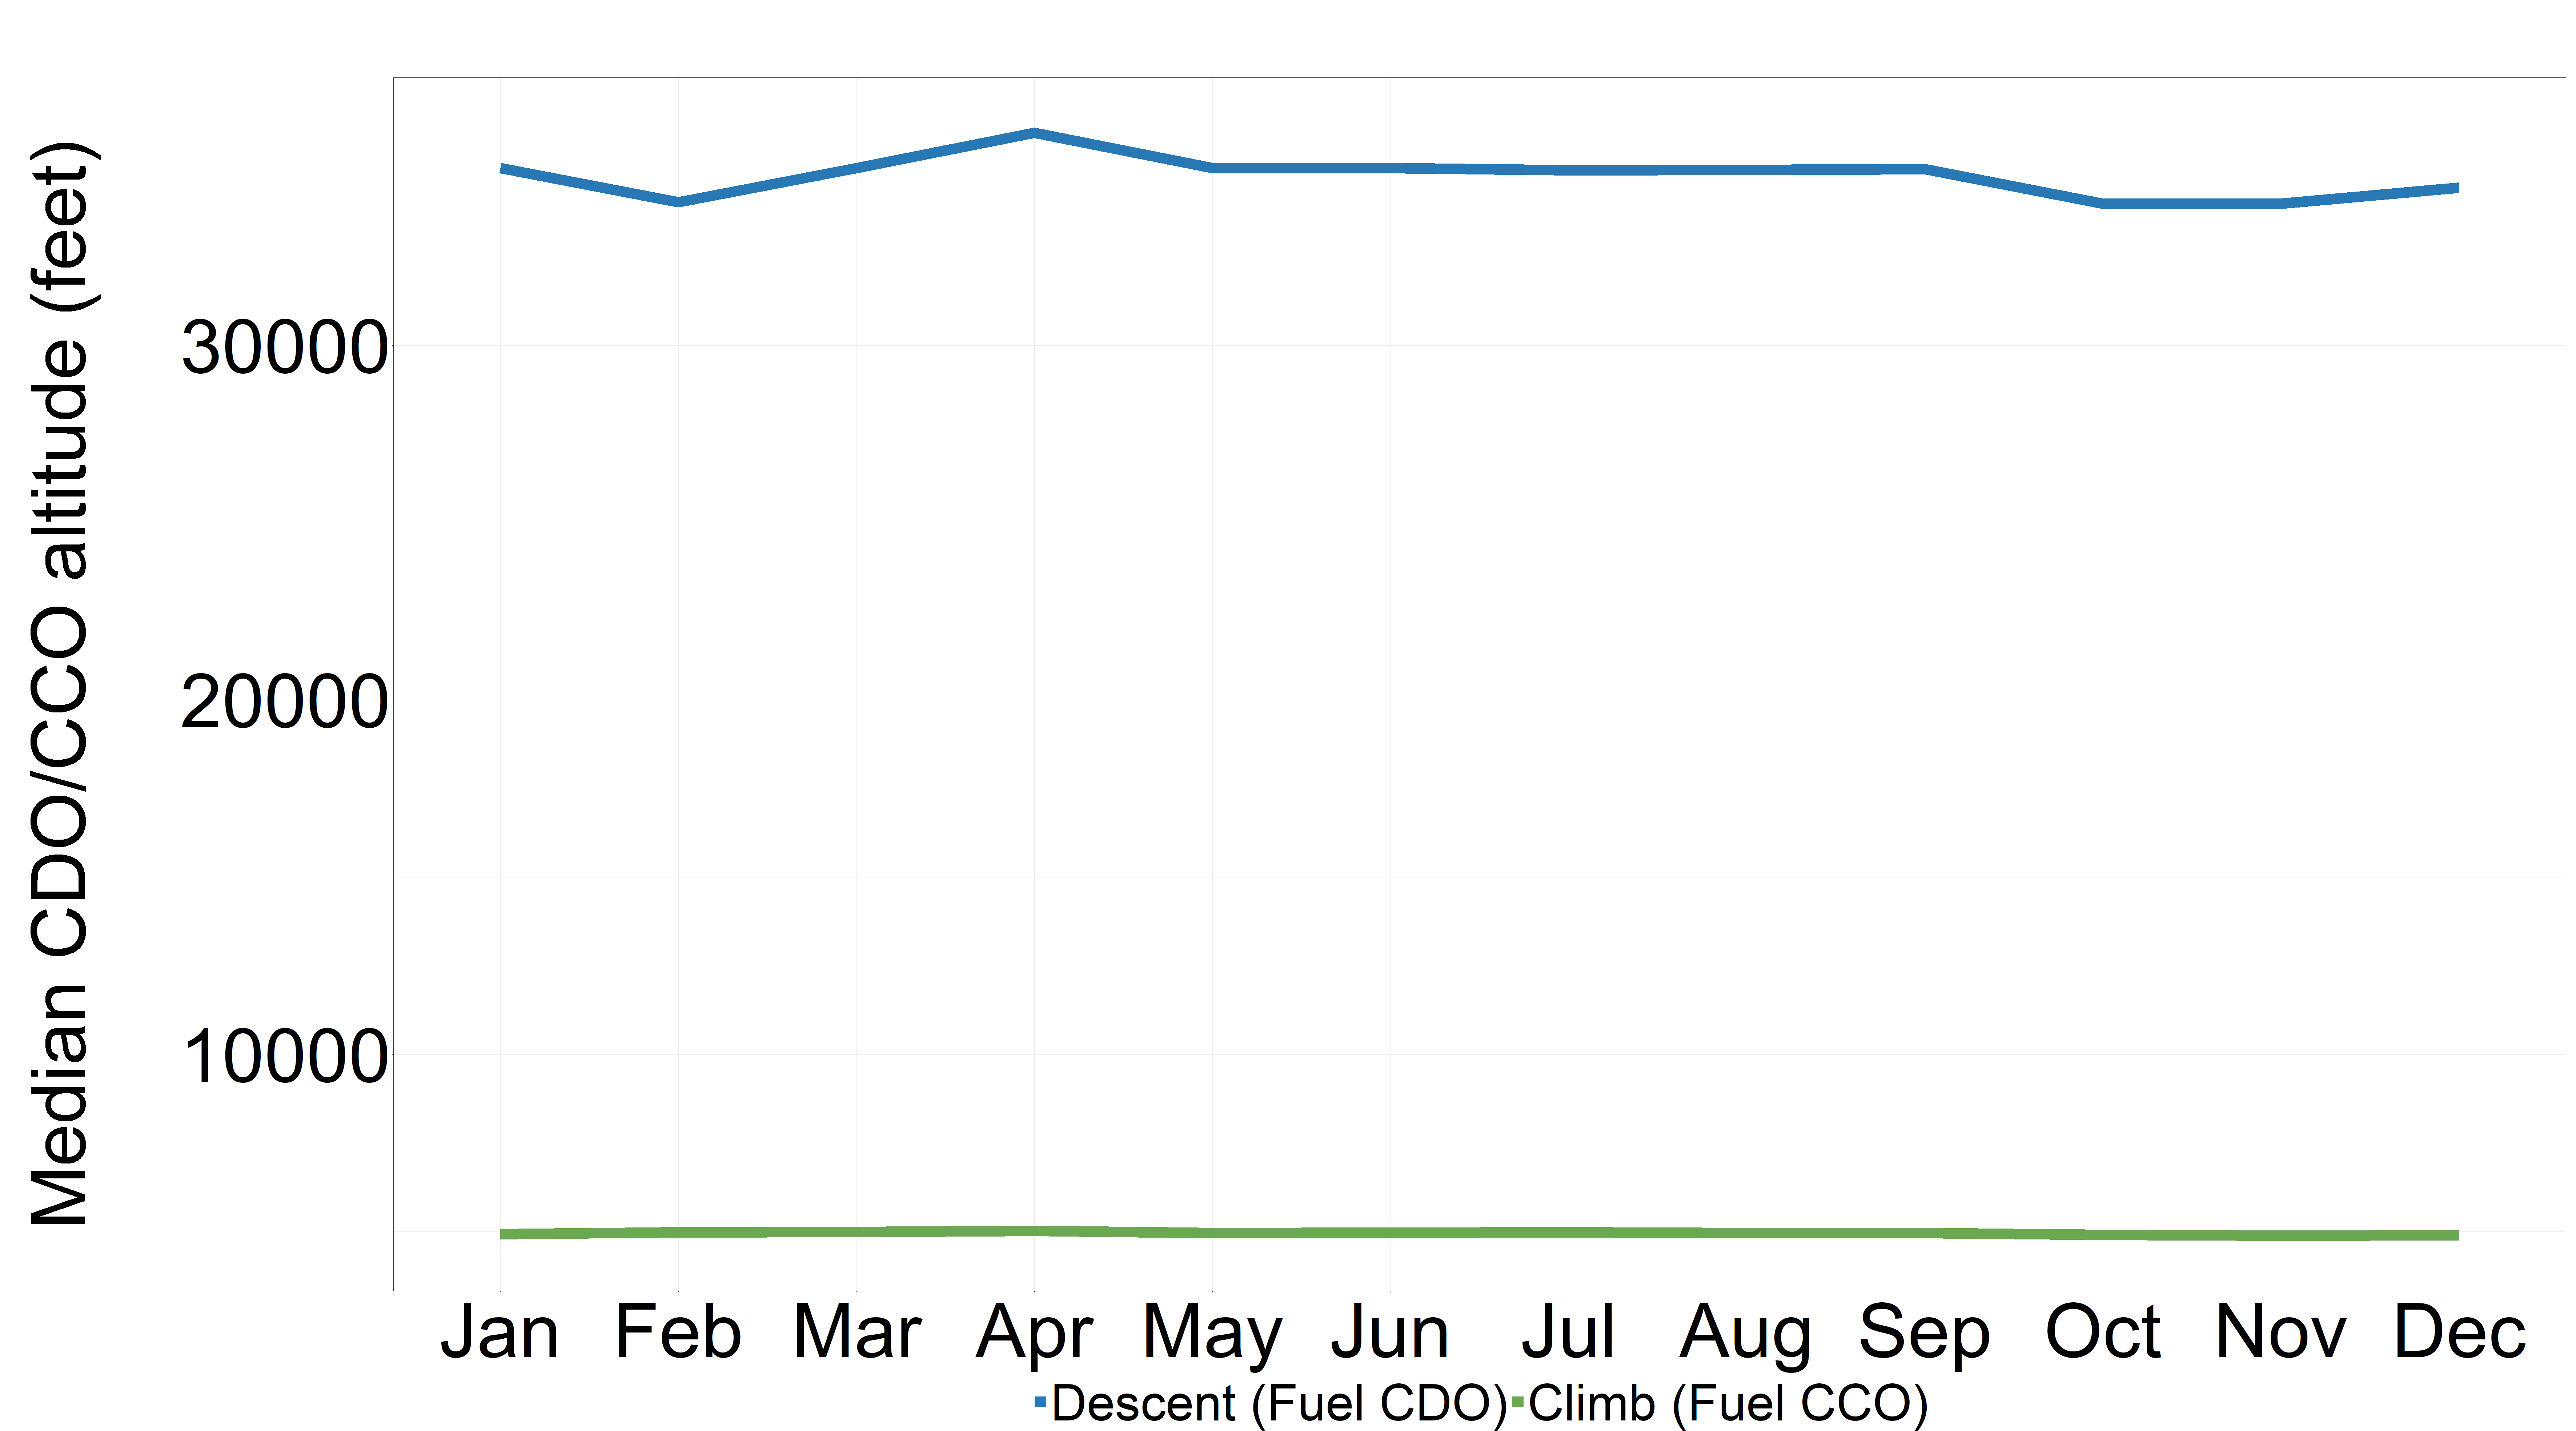 Median CDO/CCO altitude (feet)
30000
20000
10000
Jan Feb Mar Apr May Jun Jul Aug Sep Oct Nov Dec
Descent (Fuel CDO) Climb (Fuel CCO)